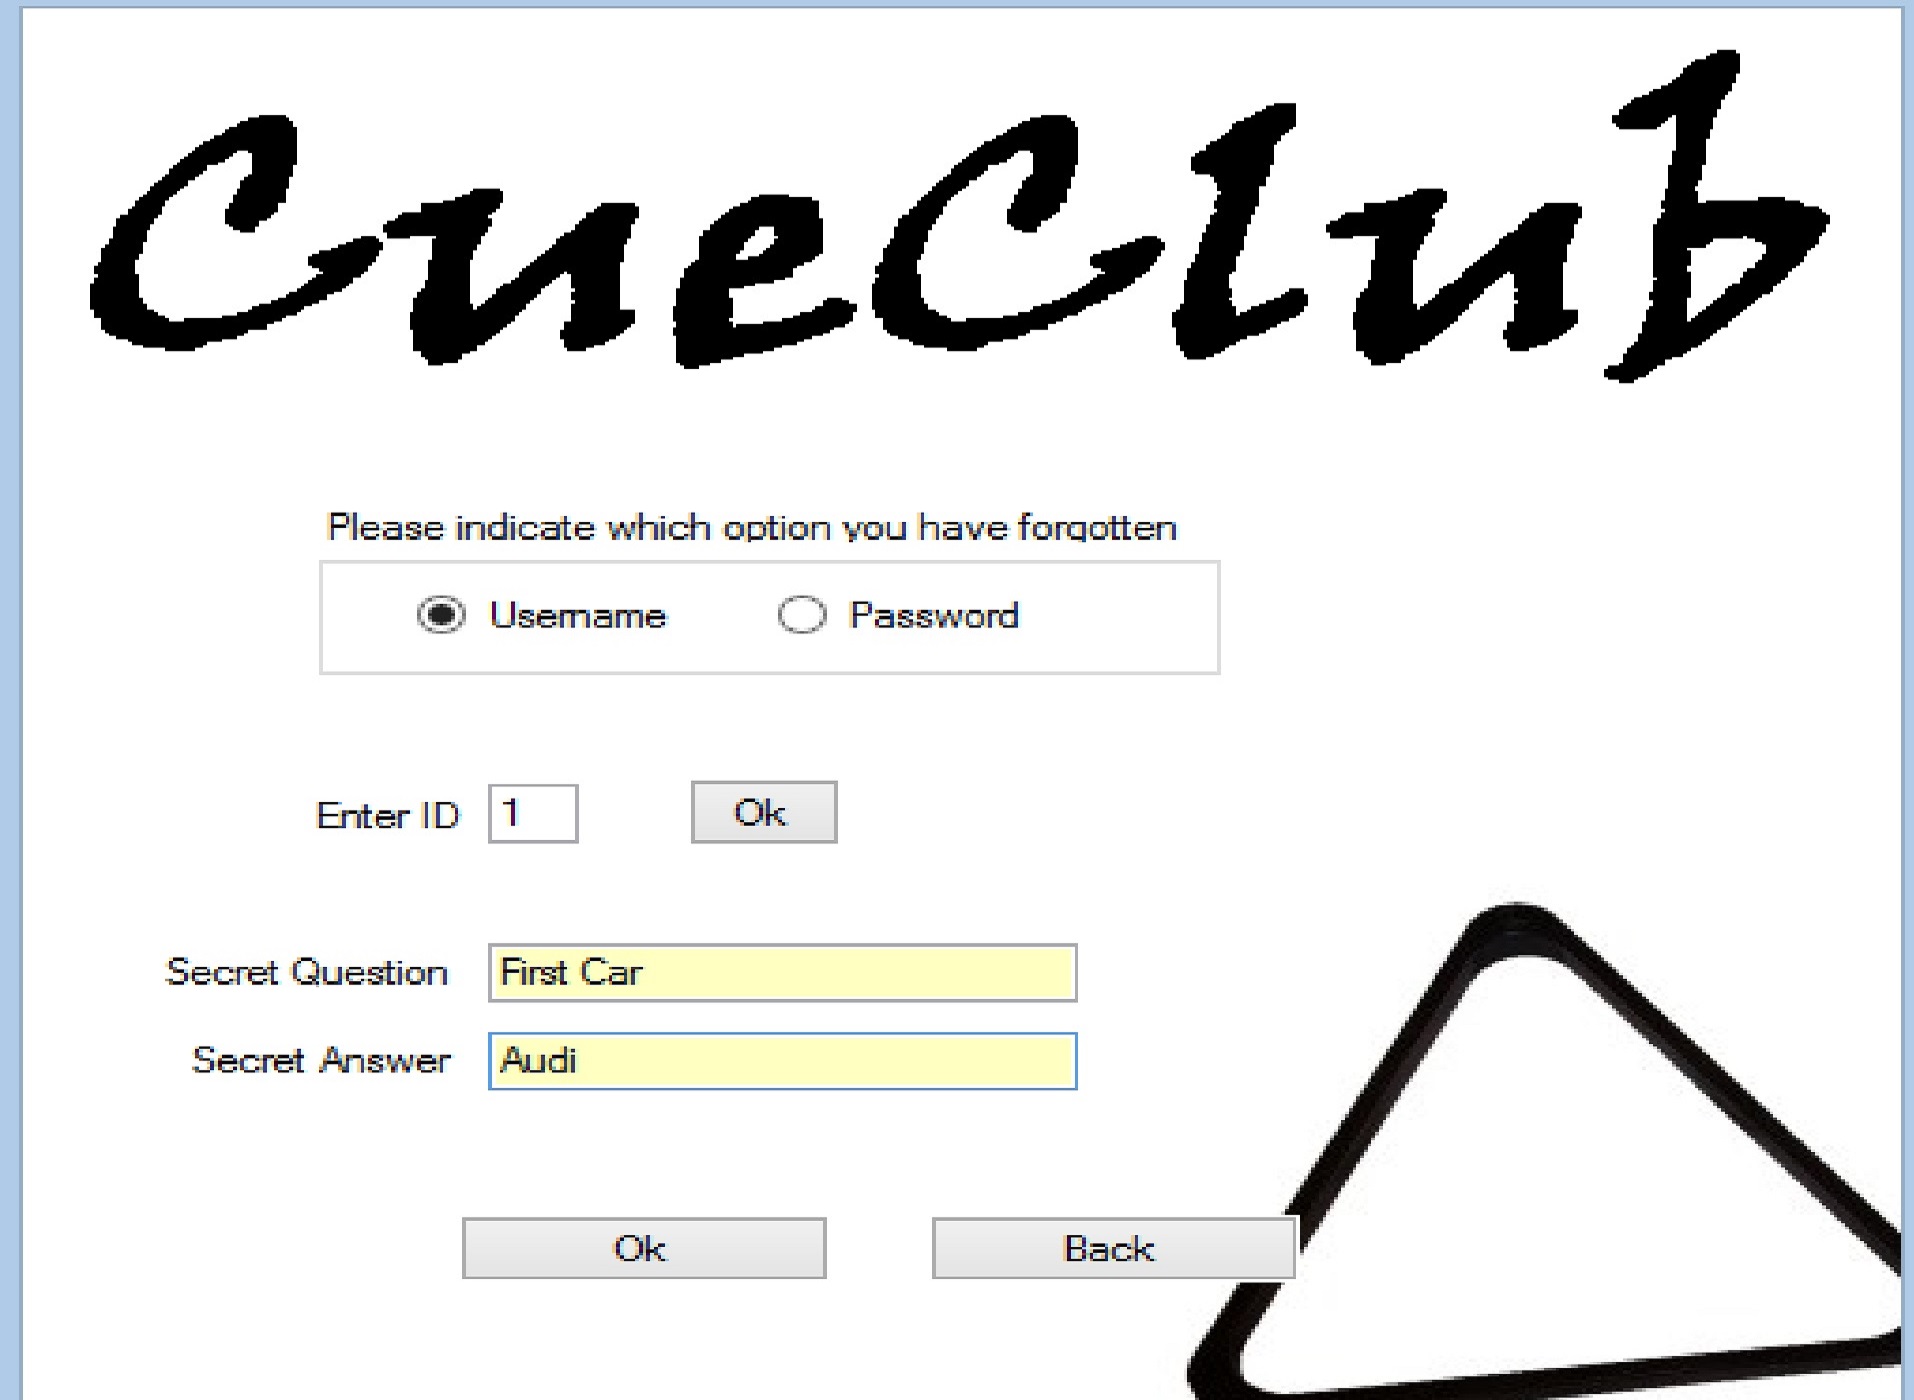 CueClub
Please indicate which option you have forgotten
Username Password
Enter ID 1 Ok
Secret Question First Car
Secret Answer Audi
Ok Back